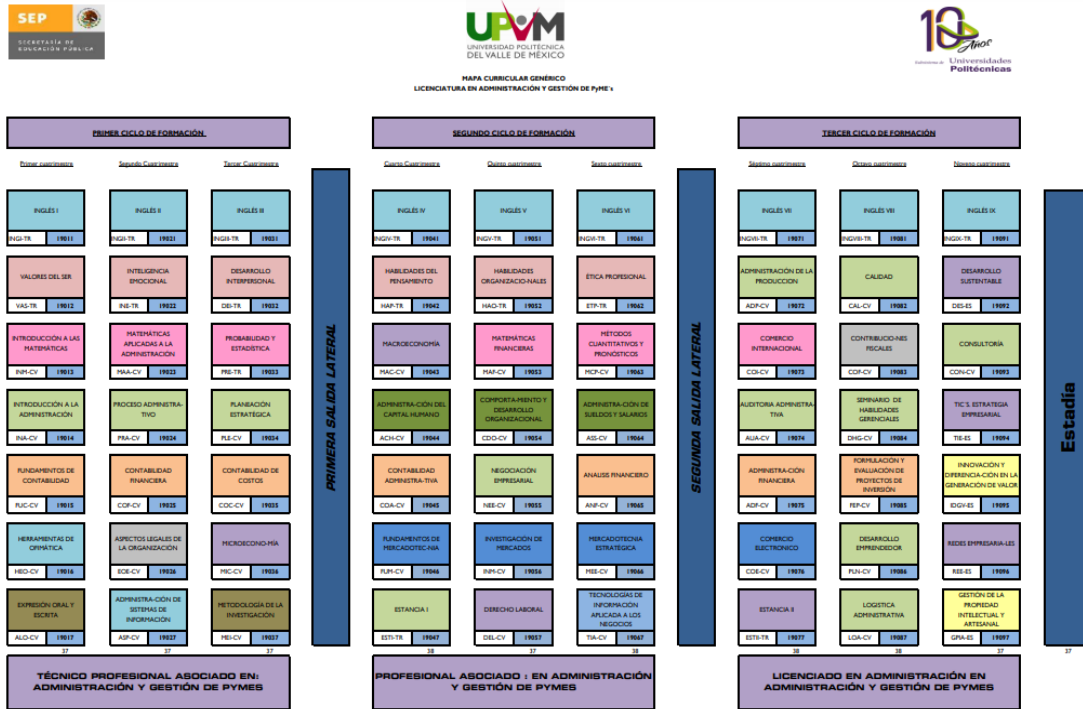 SEP
SECRETARÍA DE
EDUCACIÓN PÚBLICA
UPVM
UNIVERSIDAD POLITÉCNICA
DEL VALLE DE MÉXICO
10 Años
Subsistema de Universidades
Politécnicas
MAPA CURRICULAR GENÉRICO
LICENCIATURA EN ADMINISTRACIÓN Y GESTIÓN DE PyME´s
PRIMER CICLO DE FORMACIÓN
SEGUNDO CICLO DE FORMACIÓN
TERCER CICLO DE FORMACIÓN
Primer cuatrimestre
Segundo Cuatrimestre
Tercer Cuatrimestre
Cuarto Cuatrimestre
Quinto cuatrimestre
Sexto cuatrimestre
Séptimo cuatrimestre
Octavo cuatrimestre
Noveno cuatrimestre
INGLÉS I
INGLÉS II
INGLÉS III
INGLÉS IV
INGLÉS V
INGLÉS VI
INGLÉS VII
INGLÉS VIII
INGLÉS IX
INGI-TR 19011
INGII-TR 19021
INGIII-TR 19031
INGIV-TR 19041
INGV-TR 19051
INGVI-TR 19061
INGVII-TR 19071
INGVIII-TR 19081
INGIX-TR 19091
VALORES DEL SER
INTELIGENCIA
EMOCIONAL
DESARROLLO
INTERPERSONAL
HABILIDADES DEL
PENSAMIENTO
HABILIDADES
ORGANIZACIO-NALES
ÉTICA PROFESIONAL
ADMINISTRACIÓN DE LA
PRODUCCION
CALIDAD
DESARROLLO
SUSTENTABLE
VAS-TR 19012
INE-TR 19022
DEI-TR 19032
HAP-TR 19042
HAO-TR 19052
ETP-TR 19062
ADP-CV 19072
CAL-CV 19082
DES-ES 19092
INTRODUCCIÓN A LAS
MATEMÁTICAS
MATEMÁTICAS
APLICADAS A LA
ADMINISTRACIÓN
PROBABILIDAD Y
ESTADÍSTICA
MACROECONOMÍA
MATEMÁTICAS
FINANCIERAS
MÉTODOS
CUANTITATIVOS Y
PRONÓSTICOS
COMERCIO
INTERNACIONAL
CONTRIBUCIO-NES
FISCALES
CONSULTORÍA
INM-CV 19013
MAA-CV 19023
PRE-TR 19033
MAC-CV 19043
MAF-CV 19053
MCP-CV 19063
COI-CV 19073
COF-CV 19083
CON-CV 19093
INTRODUCCIÓN A LA
ADMINISTRACIÓN
PROCESO ADMINISTRA-
TIVO
PLANEACIÓN
ESTRATÉGICA
ADMINISTRA-CIÓN DEL
CAPITAL HUMANO
COMPORTA-MIENTO Y
DESARROLLO
ORGANIZACIONAL
ADMINISTRA-CIÓN DE
SUELDOS Y SALARIOS
AUDITORIA ADMINISTRA-
TIVA
SEMINARIO DE
HABILIDADES
GERENCIALES
TIC´S. ESTRATEGIA
EMPRESARIAL
INA-CV 19014
PRA-CV 19024
PLE-CV 19034
ACH-CV 19044
CDO-CV 19054
ASS-CV 19064
AUA-CV 19074
DHG-CV 19084
TIE-ES 19094
FUNDAMENTOS DE
CONTABILIDAD
CONTABILIDAD
FINANCIERA
CONTABILIDAD DE
COSTOS
CONTABILIDAD
ADMINISTRA-TIVA
NEGOCIACIÓN
EMPRESARIAL
ANALISIS FINANCIERO
ADMINISTRA-CIÓN
FINANCIERA
FORMULACIÓN Y
EVALUACIÓN DE
PROYECTOS DE
INVERSIÓN
INNOVACIÓN Y
DIFERENCIA-CIÓN EN LA
GENERACIÓN DE VALOR
FUC-CV 19015
COF-CV 19025
COC-CV 19035
COA-CV 19045
NEE-CV 19055
ANF-CV 19065
ADF-CV 19075
FEP-CV 19085
IDGV-ES 19095
HERRAMIENTAS DE
OFIMÁTICA
ASPECTOS LEGALES DE
LA ORGANIZACIÓN
MICROECONO-MÍA
FUNDAMENTOS DE
MERCADOTEC-NIA
INVESTIGACIÓN DE
MERCADOS
MERCADOTECNIA
ESTRATÉGICA
COMERCIO
ELECTRONICO
DESARROLLO
EMPRENDEDOR
REDES EMPRESARIA-LES
HEO-CV 19016
EOE-CV 19026
MIC-CV 19036
FUM-CV 19046
INM-CV 19056
MEE-CV 19066
COE-CV 19076
PLN-CV 19086
REE-ES 19096
EXPRESIÓN ORAL Y
ESCRITA
ADMINISTRA-CIÓN DE
SISTEMAS DE
INFORMACIÓN
METODOLOGÍA DE LA
INVESTIGACIÓN
ESTANCIA I
DERECHO LABORAL
TECNOLOGÍAS DE
INFORMACIÓN
APLICADA A LOS
NEGOCIOS
ESTANCIA II
LOGISTICA
ADMINISTRATIVA
GESTIÓN DE LA
PROPIEDAD
INTELECTUAL Y
ARTESANAL
ALO-CV 19017
ASP-CV 19027
MEI-CV 19037
ESTI-TR 19047
DEL-CV 19057
TIA-CV 19067
ESTII-TR 19077
LOA-CV 19087
GPIA-ES 19097
37 37 37 38 37 38 38 38 37 37
PRIMERA SALIDA LATERAL
SEGUNDA SALIDA LATERAL
Estadía
TÉCNICO PROFESIONAL ASOCIADO EN:
ADMINISTRACIÓN Y GESTIÓN DE PYMES
PROFESIONAL ASOCIADO : EN ADMINISTRACIÓN
Y GESTIÓN DE PYMES
LICENCIADO EN ADMINISTRACIÓN EN
ADMINISTRACIÓN Y GESTIÓN DE PYMES